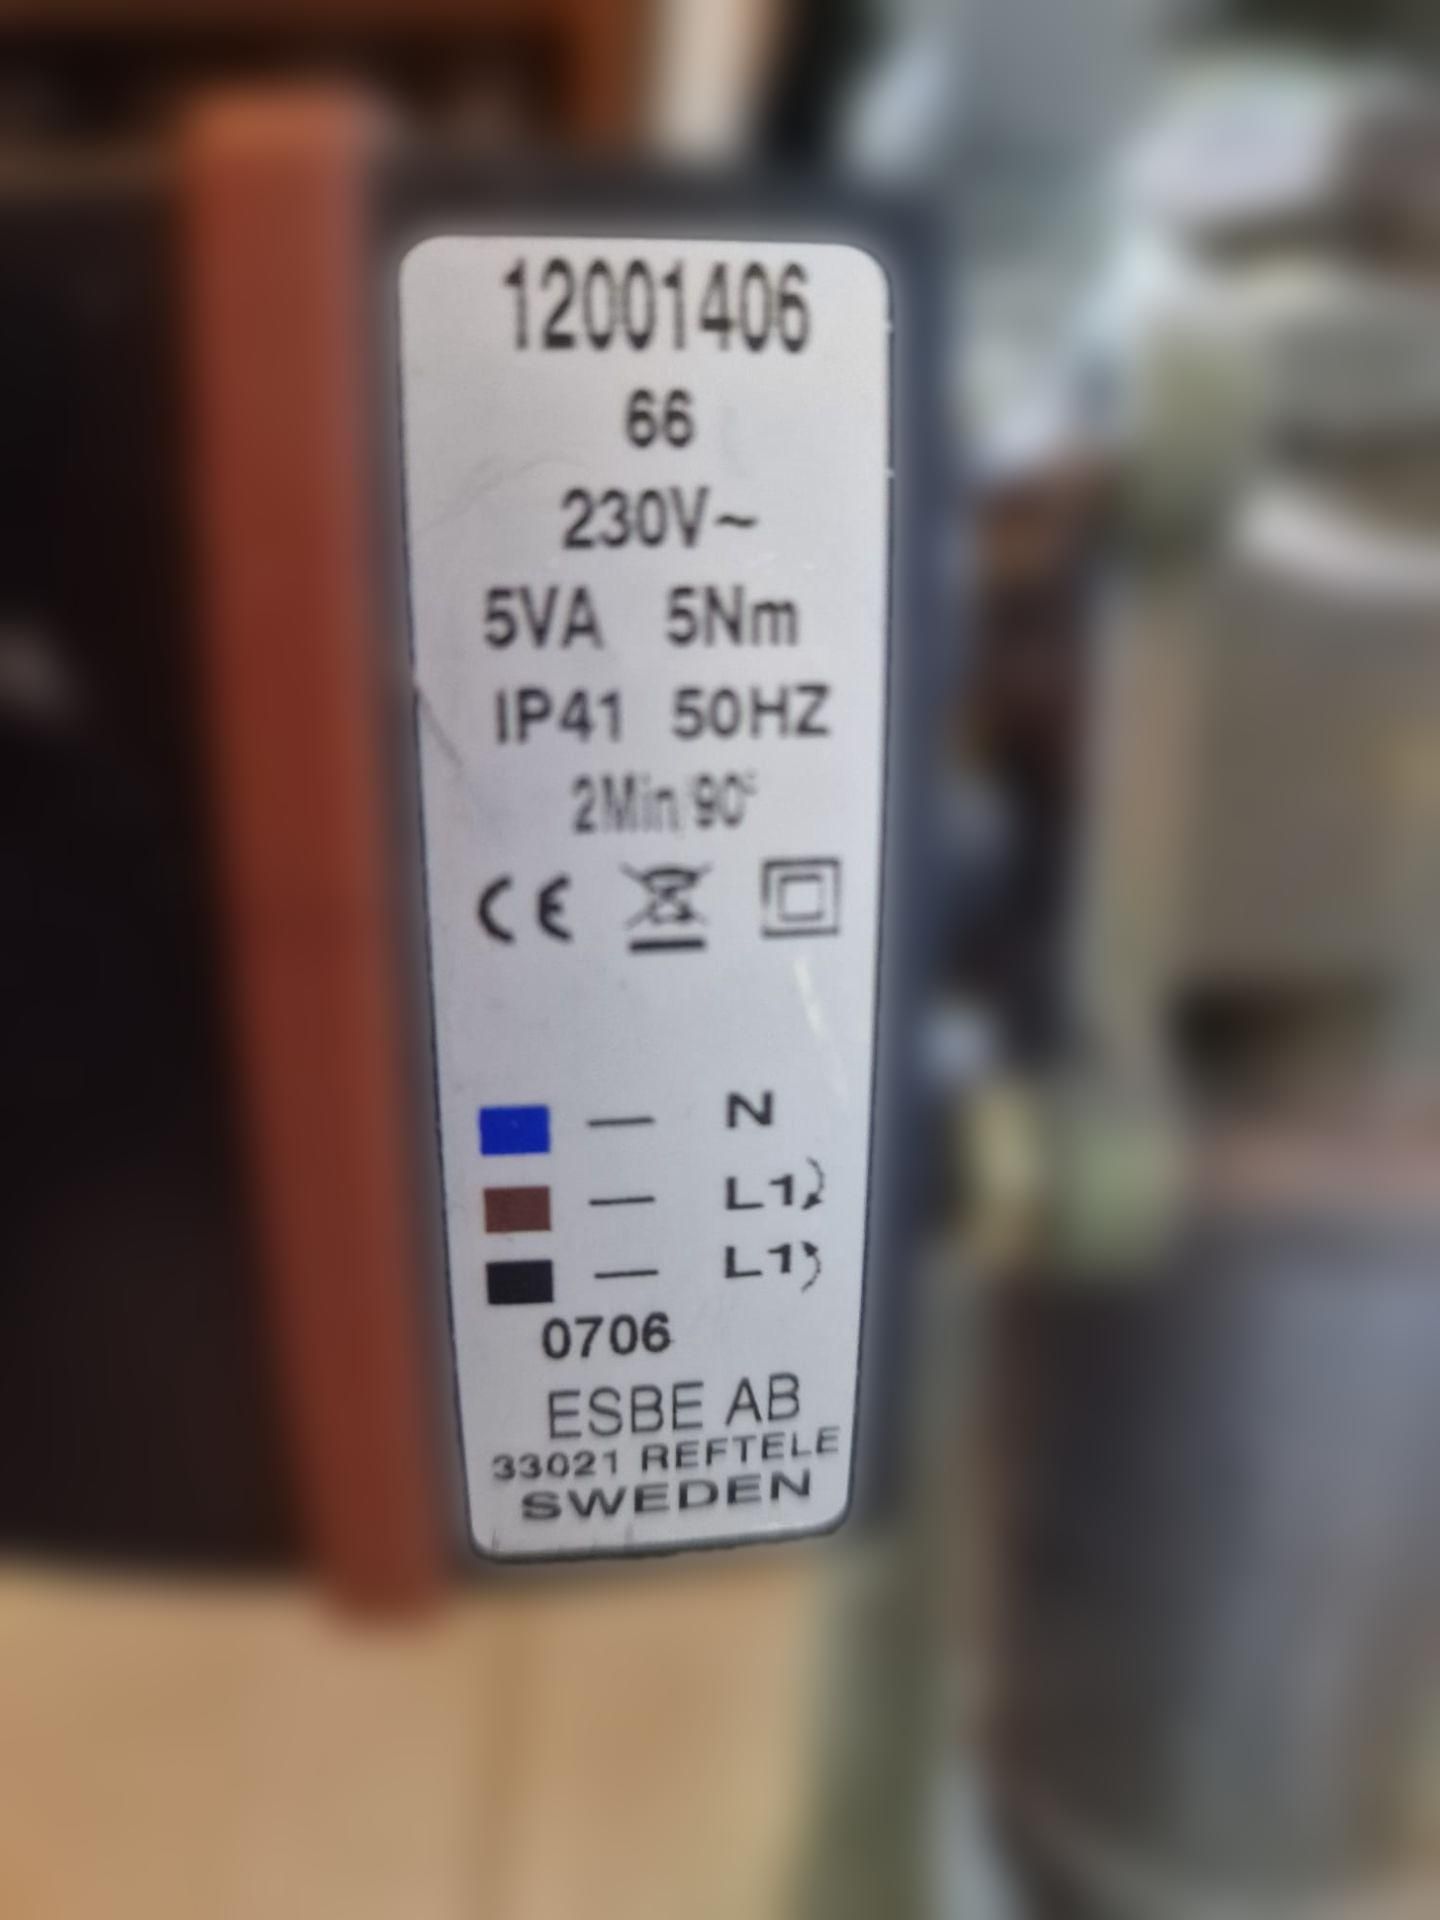 12001406
66
230V~
5VA 5Nm
IP41 50HZ
2Min/90°
CE
N
L1
L1
0706
ESBE AB
33021 REFTELE
SWEDEN